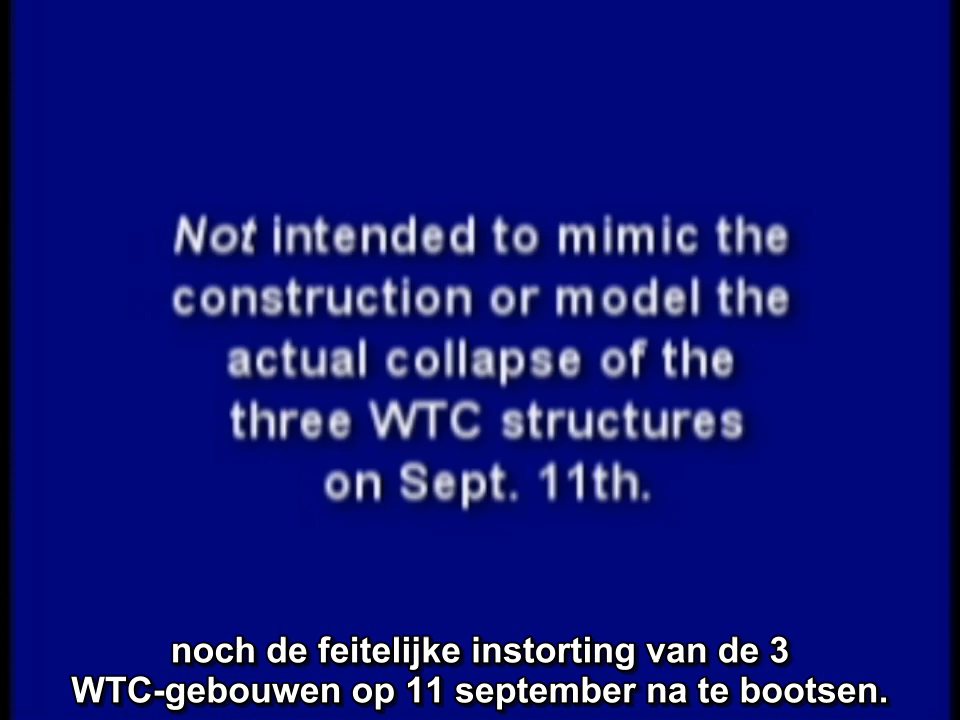 Not intended to mimic the
construction or model the
actual collapse of the
three WTC structures
on Sept. 11th.
noch de feitelijke instorting van de 3
WTC-gebouwen op 11 september na te bootsen.